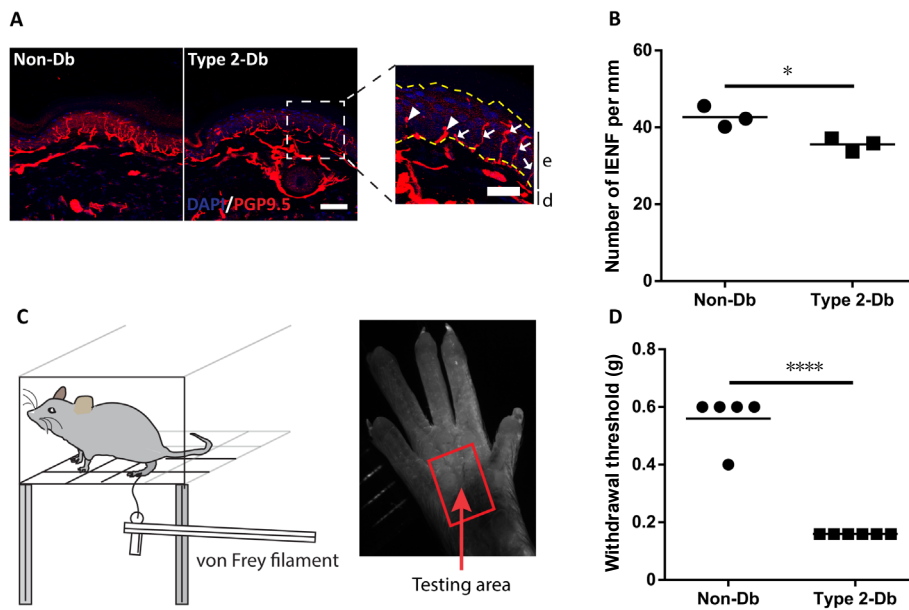 A
Non-Db
Type 2-Db
DAPI/PGP9.5
e
d
B
Number of IENF per mm
60
40
20
0
*
Non-Db
Type 2-Db
C
von Frey filament
Testing area
D
Withdrawal threshold (g)
0.8
0.6
0.4
0.2
0.0
****
Non-Db
Type 2-Db